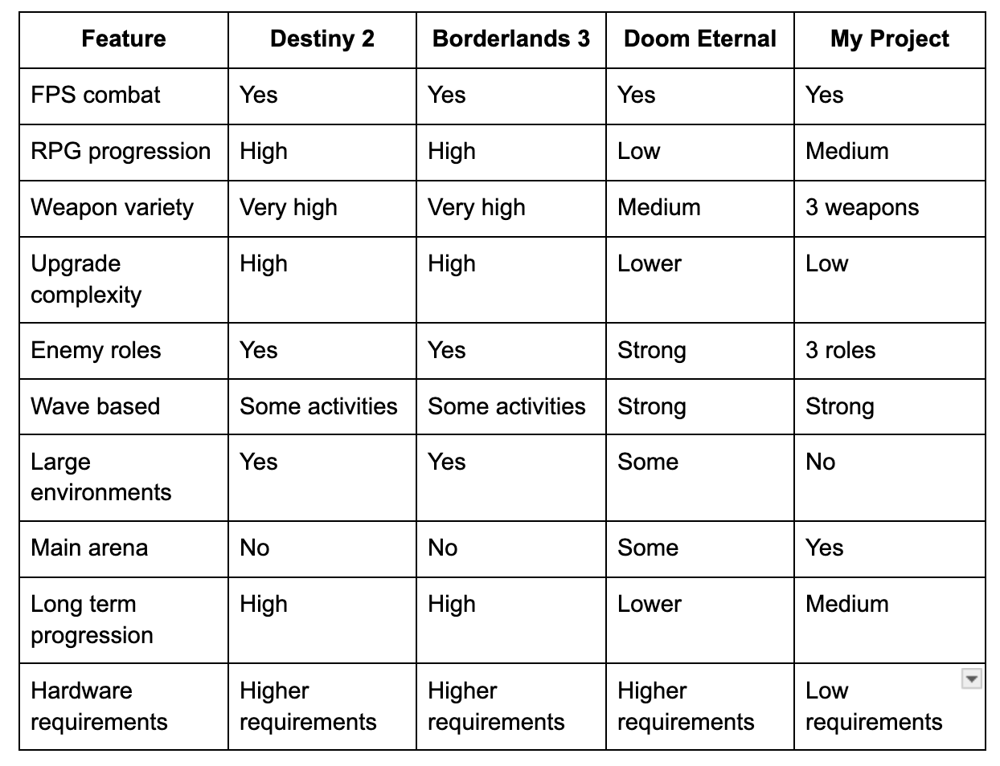 Feature Destiny 2 Borderlands 3 Doom Eternal My Project
FPS combat Yes Yes Yes Yes
RPG progression High High Low Medium
Weapon variety Very high Very high Medium 3 weapons
Upgrade High High Lower Low
complexity
Enemy roles Yes Yes Strong 3 roles
Wave based Some activities Some activities Strong Strong
Large Yes Yes Some No
environments
Main arena No No Some Yes
Long term High High Lower Medium
progression
Hardware Higher Higher Higher Low
requirements requirements requirements requirements requirements